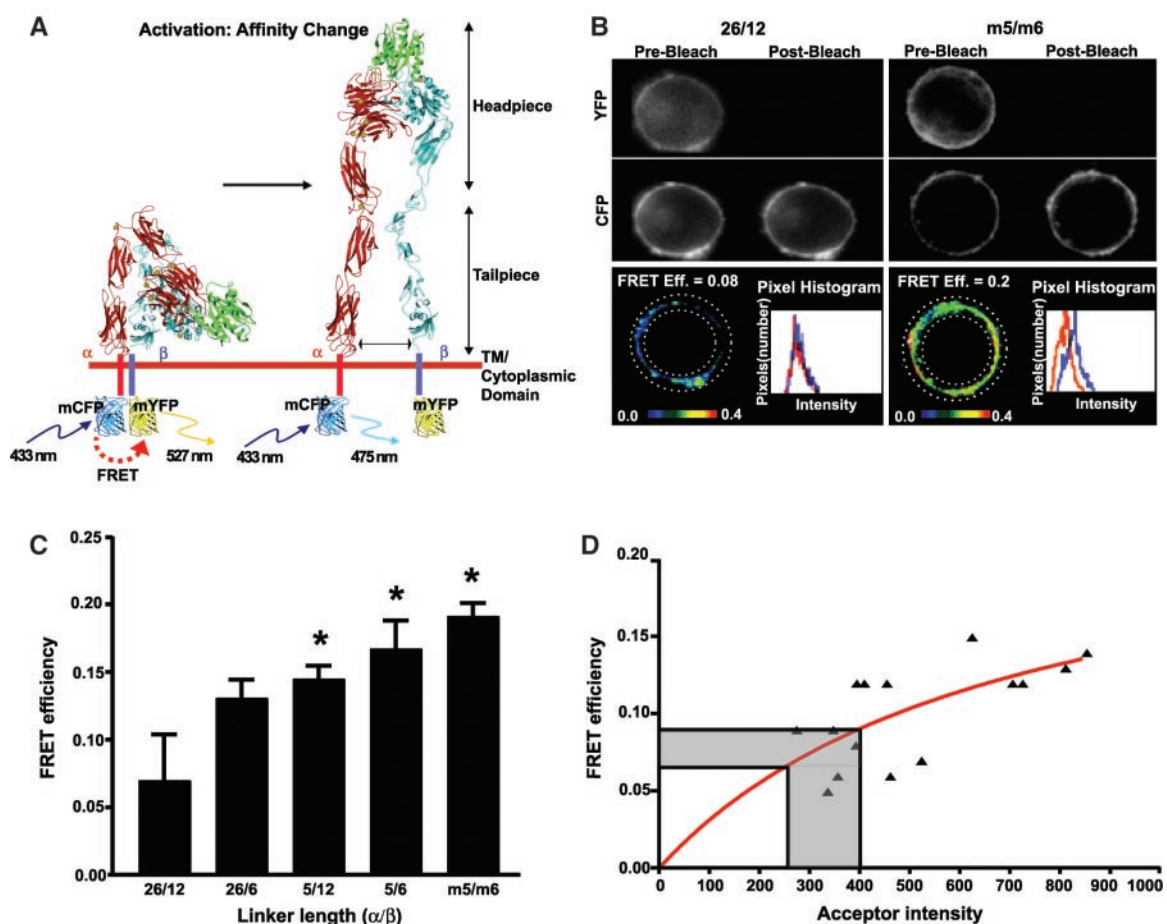 A
Activation: Affinity Change
Headpiece
Tailpiece
α
β
α
β
TM/
Cytoplasmic
Domain
mCFP
mYFP
mCFP
mYFP
433 nm
527 nm
433 nm
475 nm
FRET
B
26/12
m5/m6
Pre-Bleach
Post-Bleach
Pre-Bleach
Post-Bleach
YFP
CFP
FRET Eff. = 0.08
Pixel Histogram
Pixels(number)
Intensity
0.0
0.4
FRET Eff. = 0.2
Pixel Histogram
Pixels(number)
Intensity
0.0
0.4
C
FRET efficiency
0.25
0.20
0.15
0.10
0.05
0.00
*
*
*
26/12
26/6
5/12
5/6
m5/m6
Linker length (α/β)
D
FRET efficiency
0.20
0.15
0.10
0.05
0.00
0
100
200
300
400
500
600
700
800
900
1000
Acceptor intensity